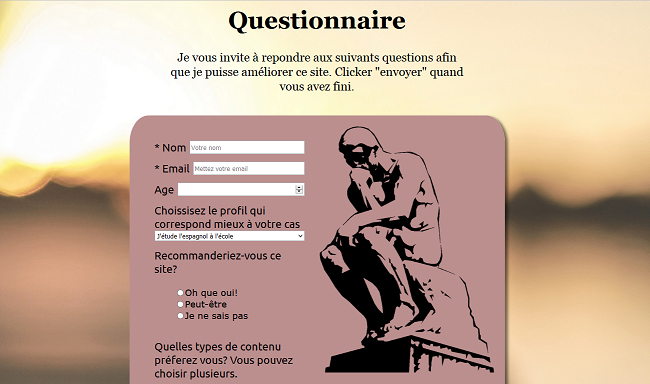 Questionnaire
Je vous invite à repondre aux suivants questions afin
que je puisse améliorer ce site. Clicker "envoyer" quand
vous avez fini.
* Nom Votre nom
* Email Mettez votre email
Age
Choissisez le profil qui
correspond mieux à votre cas
J'étude l'espagnol à l'école
Recommanderiez-vous ce
site?
Oh que oui!
Peut-être
Je ne sais pas
Quelles types de contenu
préferez vous? Vous pouvez
choisir plusieurs.